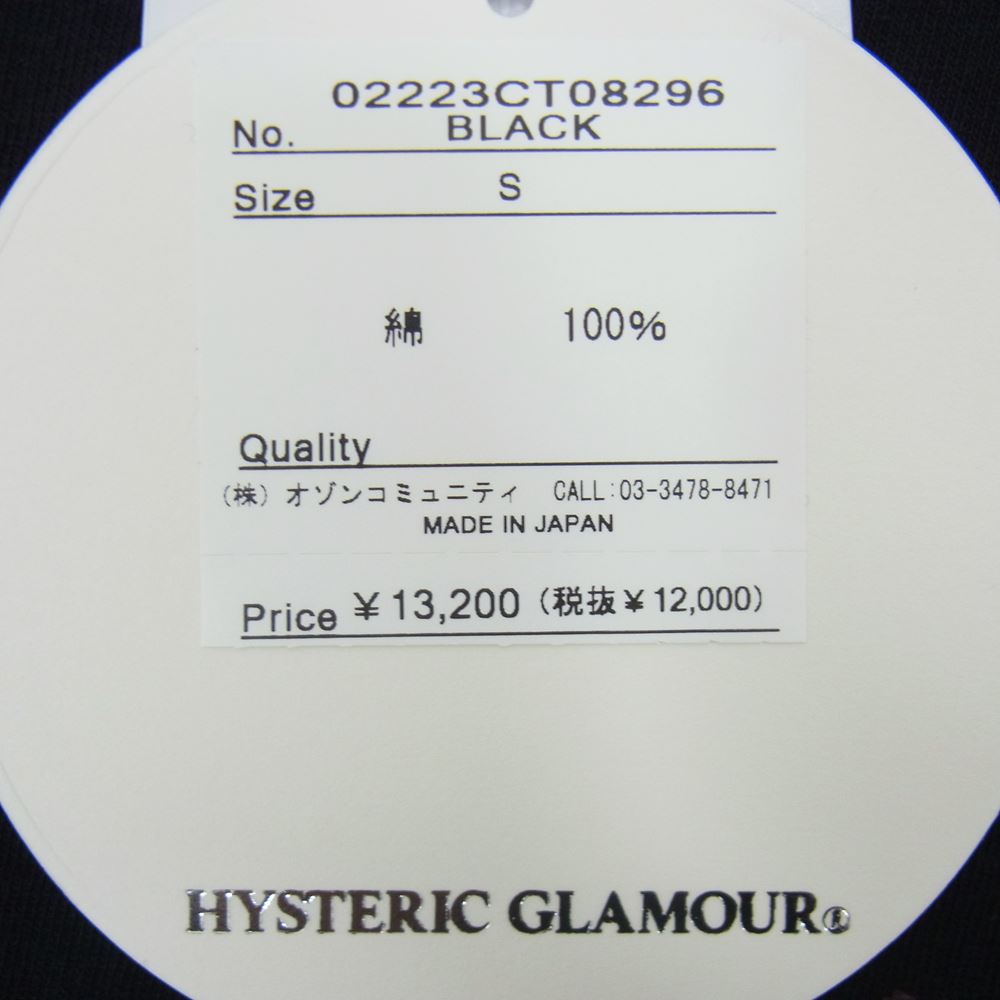 02223CT08296
No. BLACK
Size S
綿 100%
Quality
（株）オゾンコミュニティ CALL:03-3478-8471
MADE IN JAPAN
Price ¥13,200（税抜¥12,000）
HYSTERIC GLAMOUR®